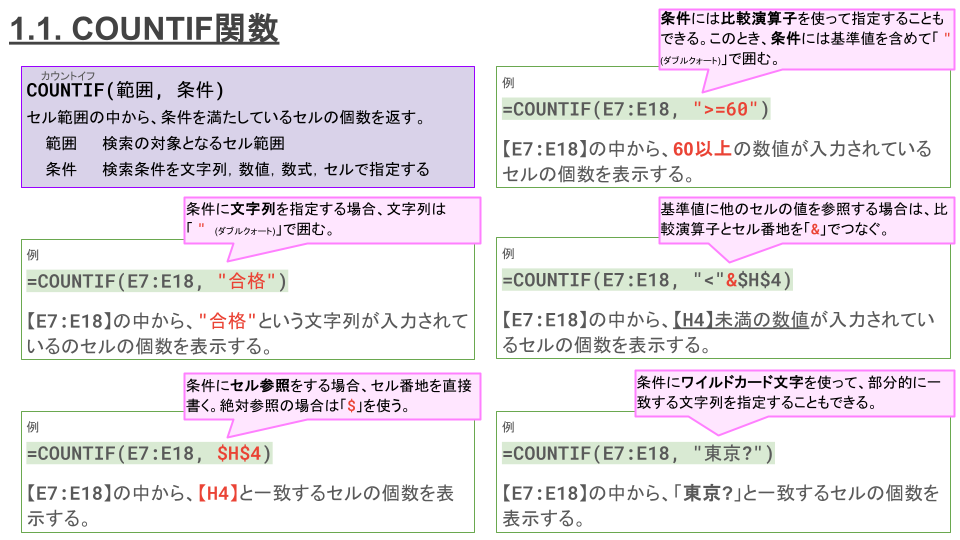 1.1. COUNTIF関数
カウントイフ
COUNTIF(範囲, 条件)
セル範囲の中から、条件を満たしているセルの個数を返す。
範囲 検索の対象となるセル範囲
条件 検索条件を文字列, 数値, 数式, セルで指定する
条件に文字列を指定する場合、文字列は
「 " (ダブルクォート)」で囲む。
例
=COUNTIF(E7:E18, "合格")
【E7:E18】の中から、"合格"という文字列が入力されて
いるのセルの個数を表示する。
条件にセル参照をする場合、セル番地を直接
書く。絶対参照の場合は「$」を使う。
例
=COUNTIF(E7:E18, $H$4)
【E7:E18】の中から、【H4】と一致するセルの個数を表
示する。
条件には比較演算子を使って指定することも
できる。このとき、条件には基準値を含めて「 "
(ダブルクォート)」で囲む。
例
=COUNTIF(E7:E18, ">=60")
【E7:E18】の中から、60以上の数値が入力されている
セルの個数を表示する。
基準値に他のセルの値を参照する場合は、比
較演算子とセル番地を「&」でつなぐ。
例
=COUNTIF(E7:E18, "<"&$H$4)
【E7:E18】の中から、【H4】未満の数値が入力されてい
るセルの個数を表示する。
条件にワイルドカード文字を使って、部分的に一
致する文字列を指定することもできる。
例
=COUNTIF(E7:E18, "東京?")
【E7:E18】の中から、「東京?」と一致するセルの個数を
表示する。